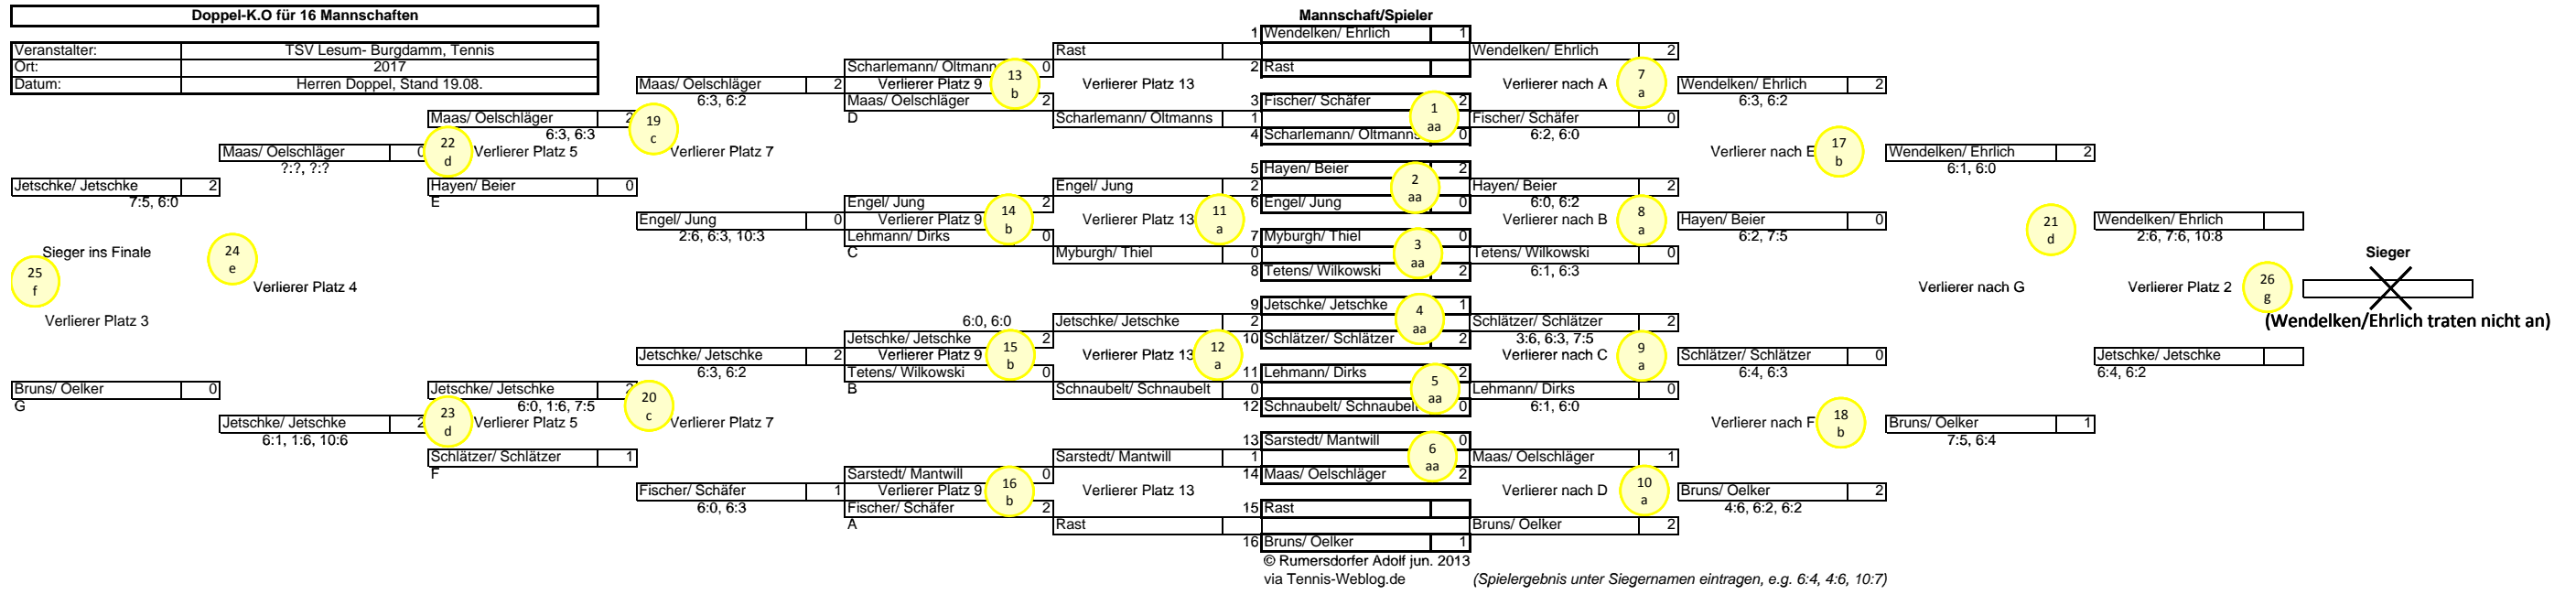 Doppel-K.O für 16 Mannschaften
Mannschaft/Spieler
1 Wendelken/ Ehrlich 1
Veranstalter: TSV Lesum- Burgdamm, Tennis
Rast
Wendelken/ Ehrlich 2
Ort: 2017
Scharlemann/ Oltmann 0
2 Rast
Datum: Herren Doppel, Stand 19.08.
Maas/ Oelschläger 2
Verlierer Platz 9
13 b
Verlierer Platz 13
Verlierer nach A
7 a
Wendelken/ Ehrlich 2
6:3, 6:2
Maas/ Oelschläger 2
3 Fischer/ Schäfer 2
6:3, 6:2
Maas/ Oelschläger 2
19 c
D
Scharlemann/ Oltmanns 1
1 aa
Fischer/ Schäfer 0
6:3, 6:3
4 Scharlemann/ Oltmanns 0
6:2, 6:0
Maas/ Oelschläger 0
22 d
Verlierer Platz 5
Verlierer Platz 7
Verlierer nach E
17 b
Wendelken/ Ehrlich 2
?:?, ?:?
5 Hayen/ Beier 2
6:1, 6:0
Jetschke/ Jetschke 2
Hayen/ Beier 0
Engel/ Jung 2
2 aa
Hayen/ Beier 2
7:5, 6:0
E
Engel/ Jung 2
6 Engel/ Jung 0
6:0, 6:2
Engel/ Jung 0
Verlierer Platz 9
14 b
Verlierer Platz 13
11 a
Verlierer nach B
8 a
Hayen/ Beier 0
Wendelken/ Ehrlich
2:6, 6:3, 10:3
Lehmann/ Dirks 0
7 Myburgh/ Thiel 0
6:2, 7:5
21 d
2:6, 7:6, 10:8
Sieger ins Finale
24 e
C
Myburgh/ Thiel 0
3 aa
Tetens/ Wilkowski 0
Sieger
25 f
8 Tetens/ Wilkowski 2
6:1, 6:3
Verlierer Platz 4
Verlierer nach G
Verlierer Platz 2
26 g
9 Jetschke/ Jetschke 1
Verlierer Platz 3
6:0, 6:0
Jetschke/ Jetschke 2
4 aa
Schlätzer/ Schlätzer 2
(Wendelken/Ehrlich traten nicht an)
Jetschke/ Jetschke 2
10 Schlätzer/ Schlätzer 2
3:6, 6:3, 7:5
Jetschke/ Jetschke 2
Verlierer Platz 9
15 b
Verlierer Platz 13
12 a
Verlierer nach C
9 a
Schlätzer/ Schlätzer 0
Jetschke/ Jetschke
6:3, 6:2
Tetens/ Wilkowski 0
11 Lehmann/ Dirks 2
6:4, 6:3
6:4, 6:2
Bruns/ Oelker 0
Jetschke/ Jetschke 2
20 c
B
Schnaubelt/ Schnaubelt 0
5 aa
Lehmann/ Dirks 0
G
6:0, 1:6, 7:5
12 Schnaubelt/ Schnaubelt 0
6:1, 6:0
Jetschke/ Jetschke 2
23 d
Verlierer Platz 5
Verlierer Platz 7
Verlierer nach F
18 b
Bruns/ Oelker 1
6:1, 1:6, 10:6
13 Sarstedt/ Mantwill 0
7:5, 6:4
Schlätzer/ Schlätzer 1
Sarstedt/ Mantwill 1
6 aa
Maas/ Oelschläger 1
F
Sarstedt/ Mantwill 0
14 Maas/ Oelschläger 2
Fischer/ Schäfer 1
Verlierer Platz 9
16 b
Verlierer Platz 13
Verlierer nach D
10 a
Bruns/ Oelker 2
6:0, 6:3
Fischer/ Schäfer 2
15 Rast
4:6, 6:2, 6:2
A
Rast
Bruns/ Oelker 2
16 Bruns/ Oelker 1
© Rumersdorfer Adolf jun. 2013
via Tennis-Weblog.de
(Spielergebnis unter Siegernamen eintragen, e.g. 6:4, 4:6, 10:7)